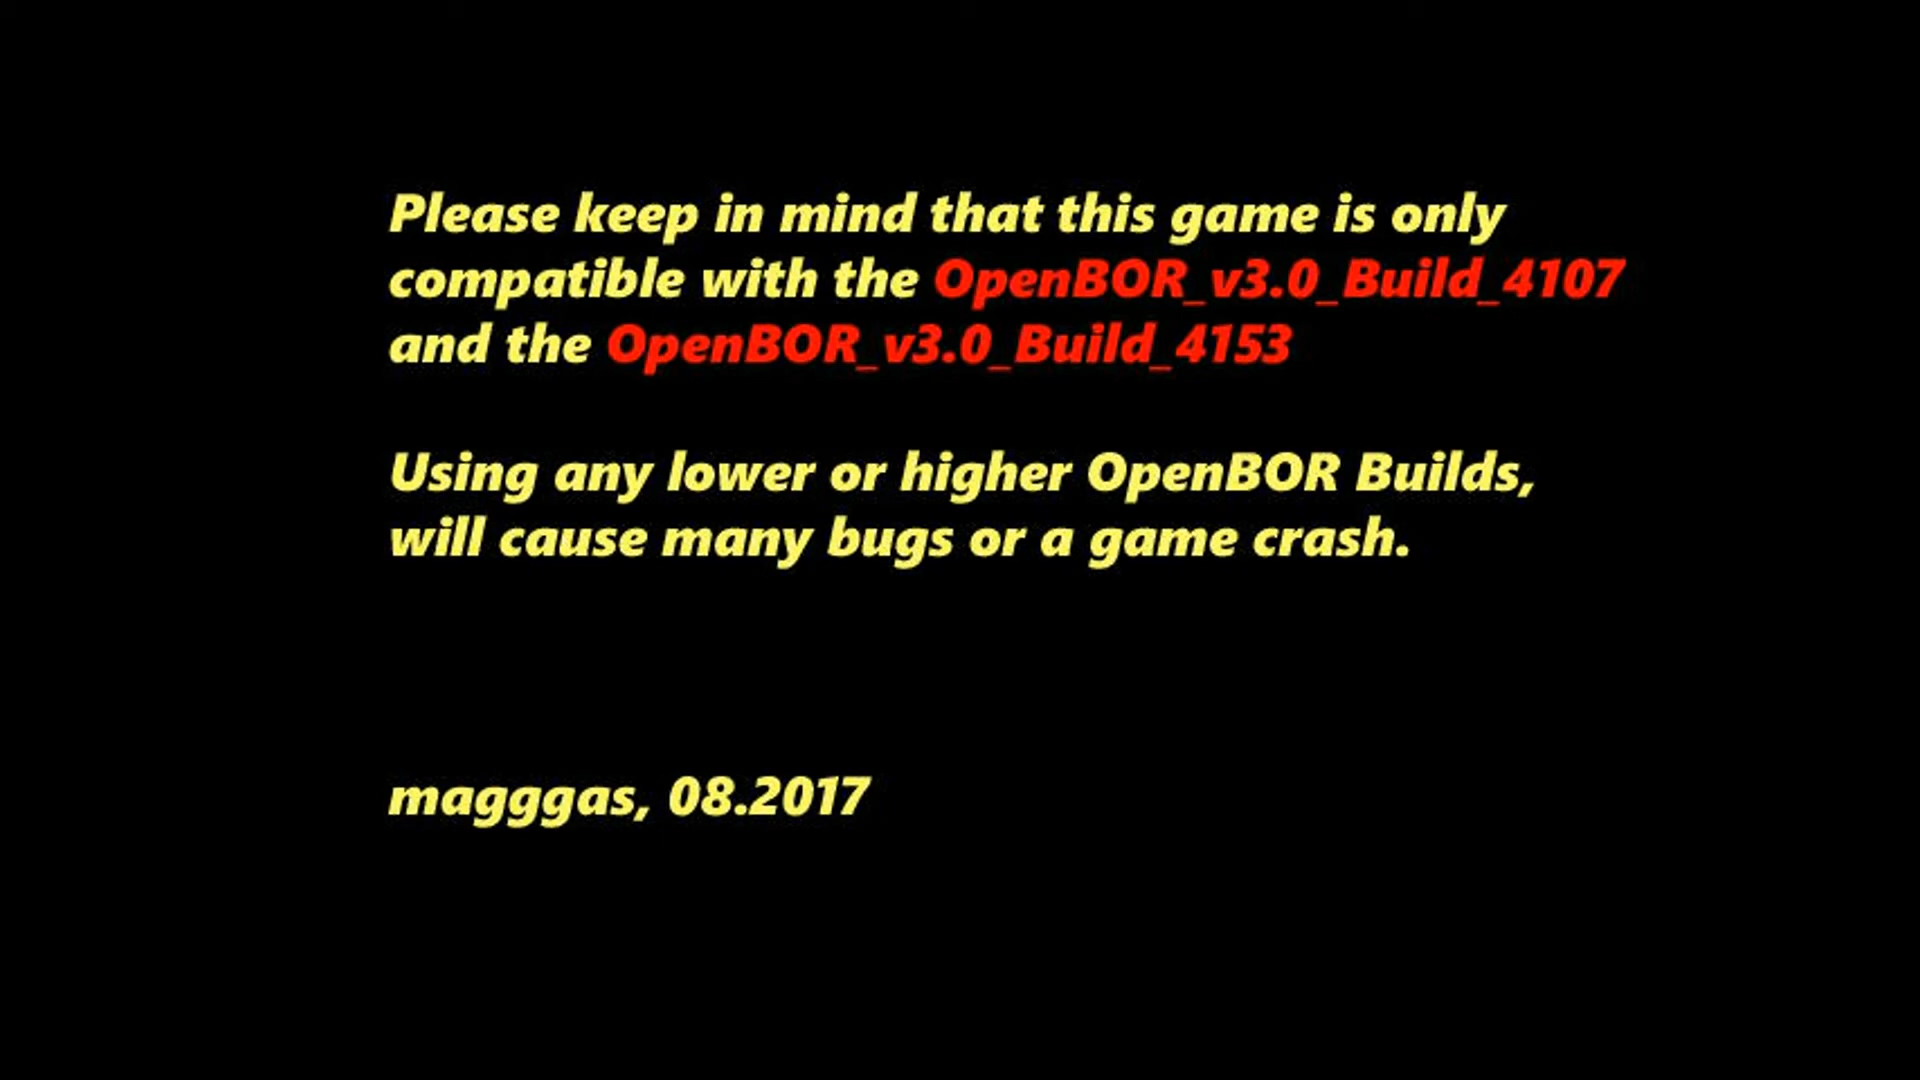 Please keep in mind that this game is only
compatible with the OpenBOR_v3.0_Build_4107
and the OpenBOR_v3.0_Build_4153
Using any lower or higher OpenBOR Builds,
will cause many bugs or a game crash.
magggas, 08.2017